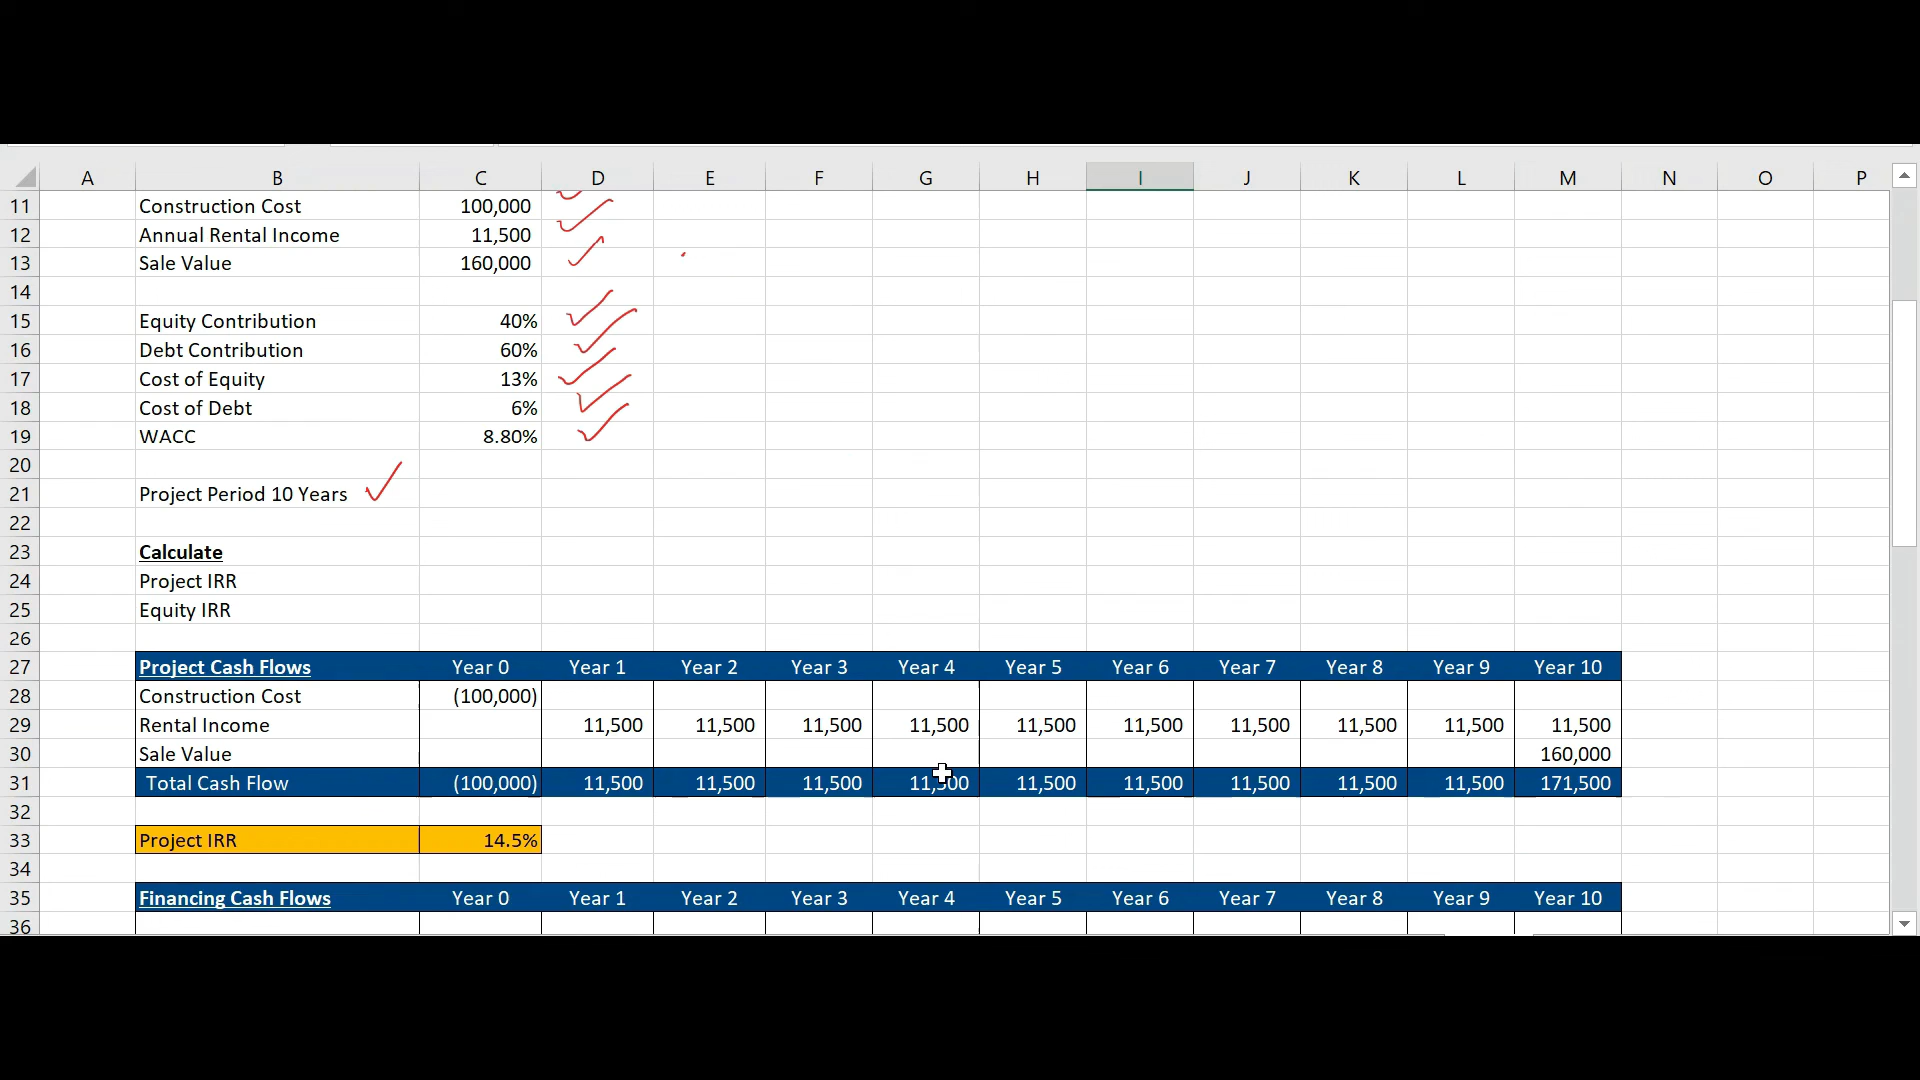 A B C D E F G H I J K L M N O P
11 Construction Cost 100,000
12 Annual Rental Income 11,500
13 Sale Value 160,000
14
15 Equity Contribution 40%
16 Debt Contribution 60%
17 Cost of Equity 13%
18 Cost of Debt 6%
19 WACC 8.80%
20
21 Project Period 10 Years
22
23 Calculate
24 Project IRR
25 Equity IRR
26
27 Project Cash Flows Year 0 Year 1 Year 2 Year 3 Year 4 Year 5 Year 6 Year 7 Year 8 Year 9 Year 10
28 Construction Cost (100,000)
29 Rental Income 11,500 11,500 11,500 11,500 11,500 11,500 11,500 11,500 11,500 11,500
30 Sale Value 160,000
31 Total Cash Flow (100,000) 11,500 11,500 11,500 11,500 11,500 11,500 11,500 11,500 11,500 171,500
32
33 Project IRR 14.5%
34
35 Financing Cash Flows Year 0 Year 1 Year 2 Year 3 Year 4 Year 5 Year 6 Year 7 Year 8 Year 9 Year 10
36